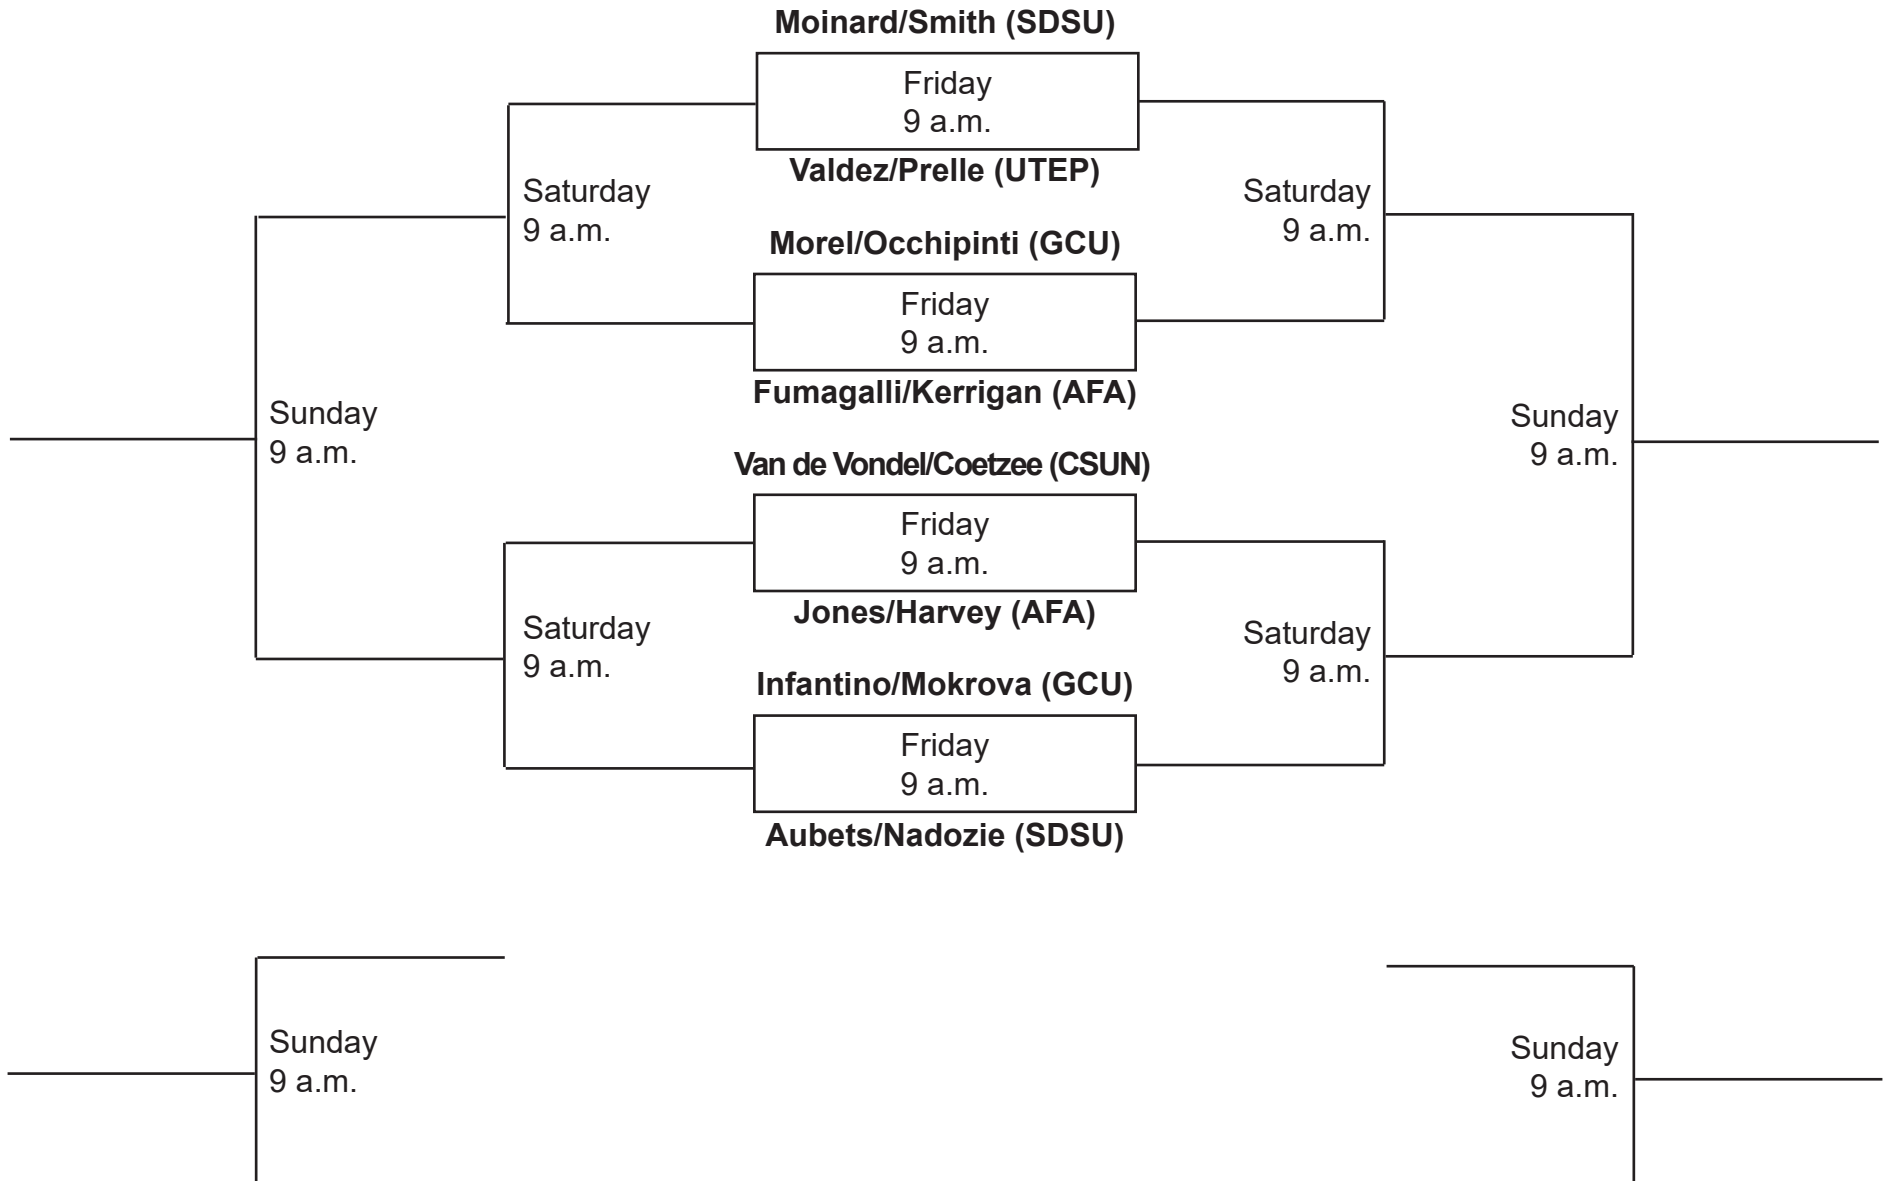 Moinard/Smith (SDSU)
Friday
9 a.m.
Valdez/Prelle (UTEP)
Saturday
9 a.m.
Saturday
9 a.m.
Morel/Occhipinti (GCU)
Friday
9 a.m.
Fumagalli/Kerrigan (AFA)
Sunday
9 a.m.
Sunday
9 a.m.
Van de Vondel/Coetzee (CSUN)
Friday
9 a.m.
Jones/Harvey (AFA)
Saturday
9 a.m.
Saturday
9 a.m.
Infantino/Mokrova (GCU)
Friday
9 a.m.
Aubets/Nadozie (SDSU)
Sunday
9 a.m.
Sunday
9 a.m.